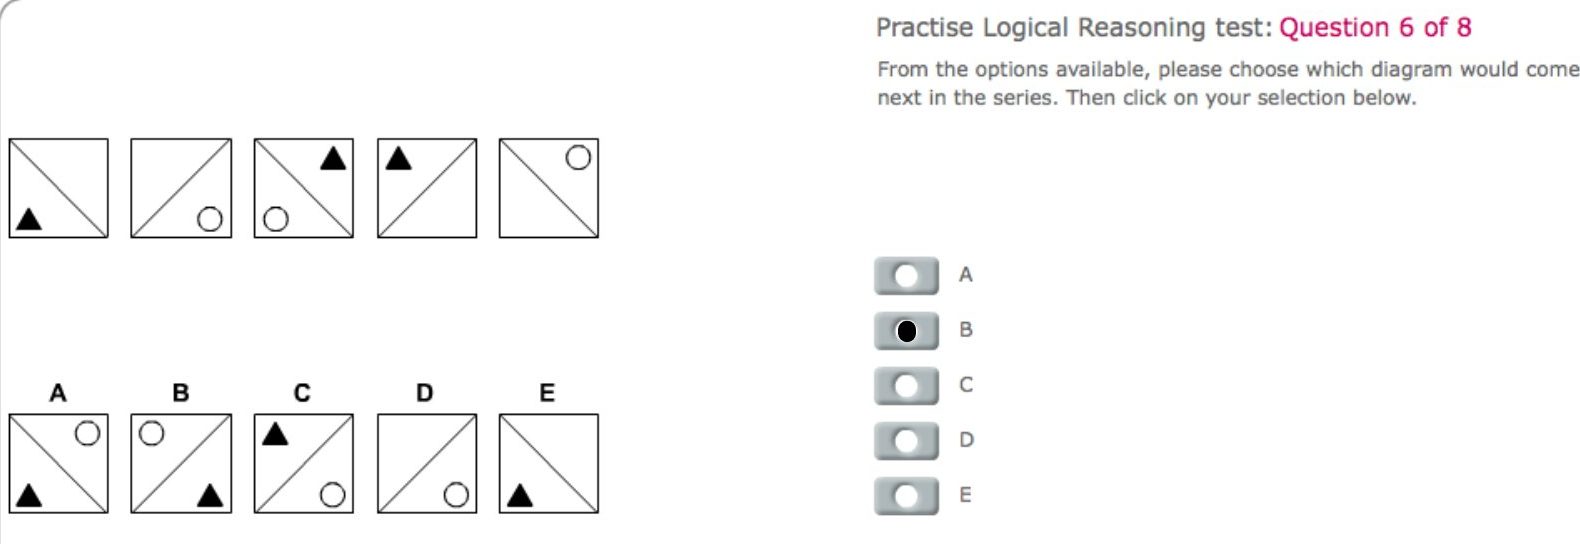 Practise Logical Reasoning test: Question 6 of 8
From the options available, please choose which diagram would come
next in the series. Then click on your selection below.
A
B
C
D
E
A B C D E